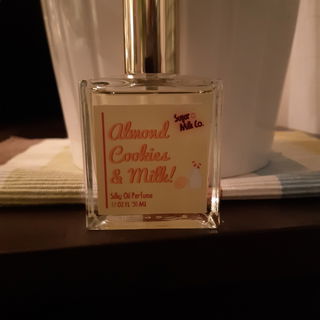 Sugar
Milk Co.
Almond
Cookies
& Milk!
Silky Oil Perfume
1.7 OZ FL 50 ML